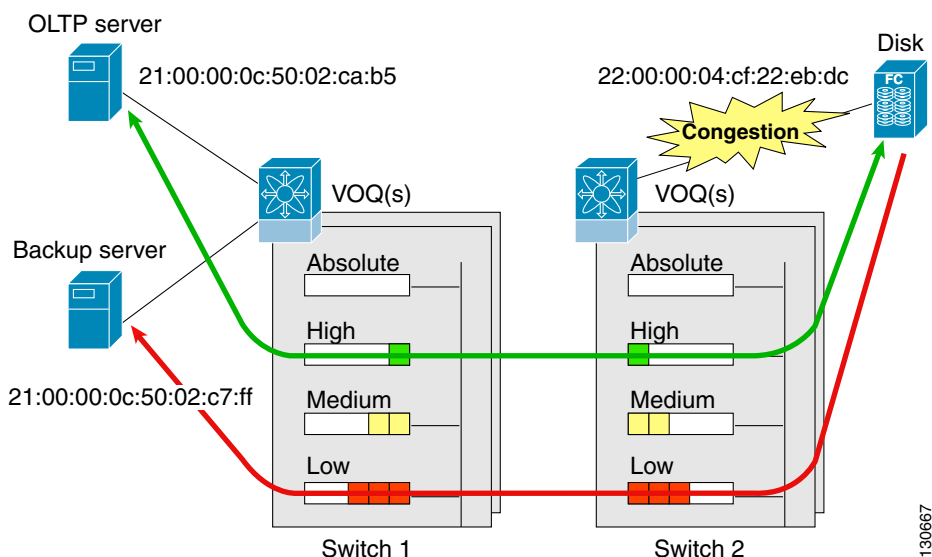 OLTP server
Disk
21:00:00:0c:50:02:ca:b5
22:00:00:04:cf:22:eb:dc
FC
Congestion
VOQ(s)
VOQ(s)
Backup server
Absolute
Absolute
High
High
21:00:00:0c:50:02:c7:ff
Medium
Medium
Low
Low
Switch 1
Switch 2
130667